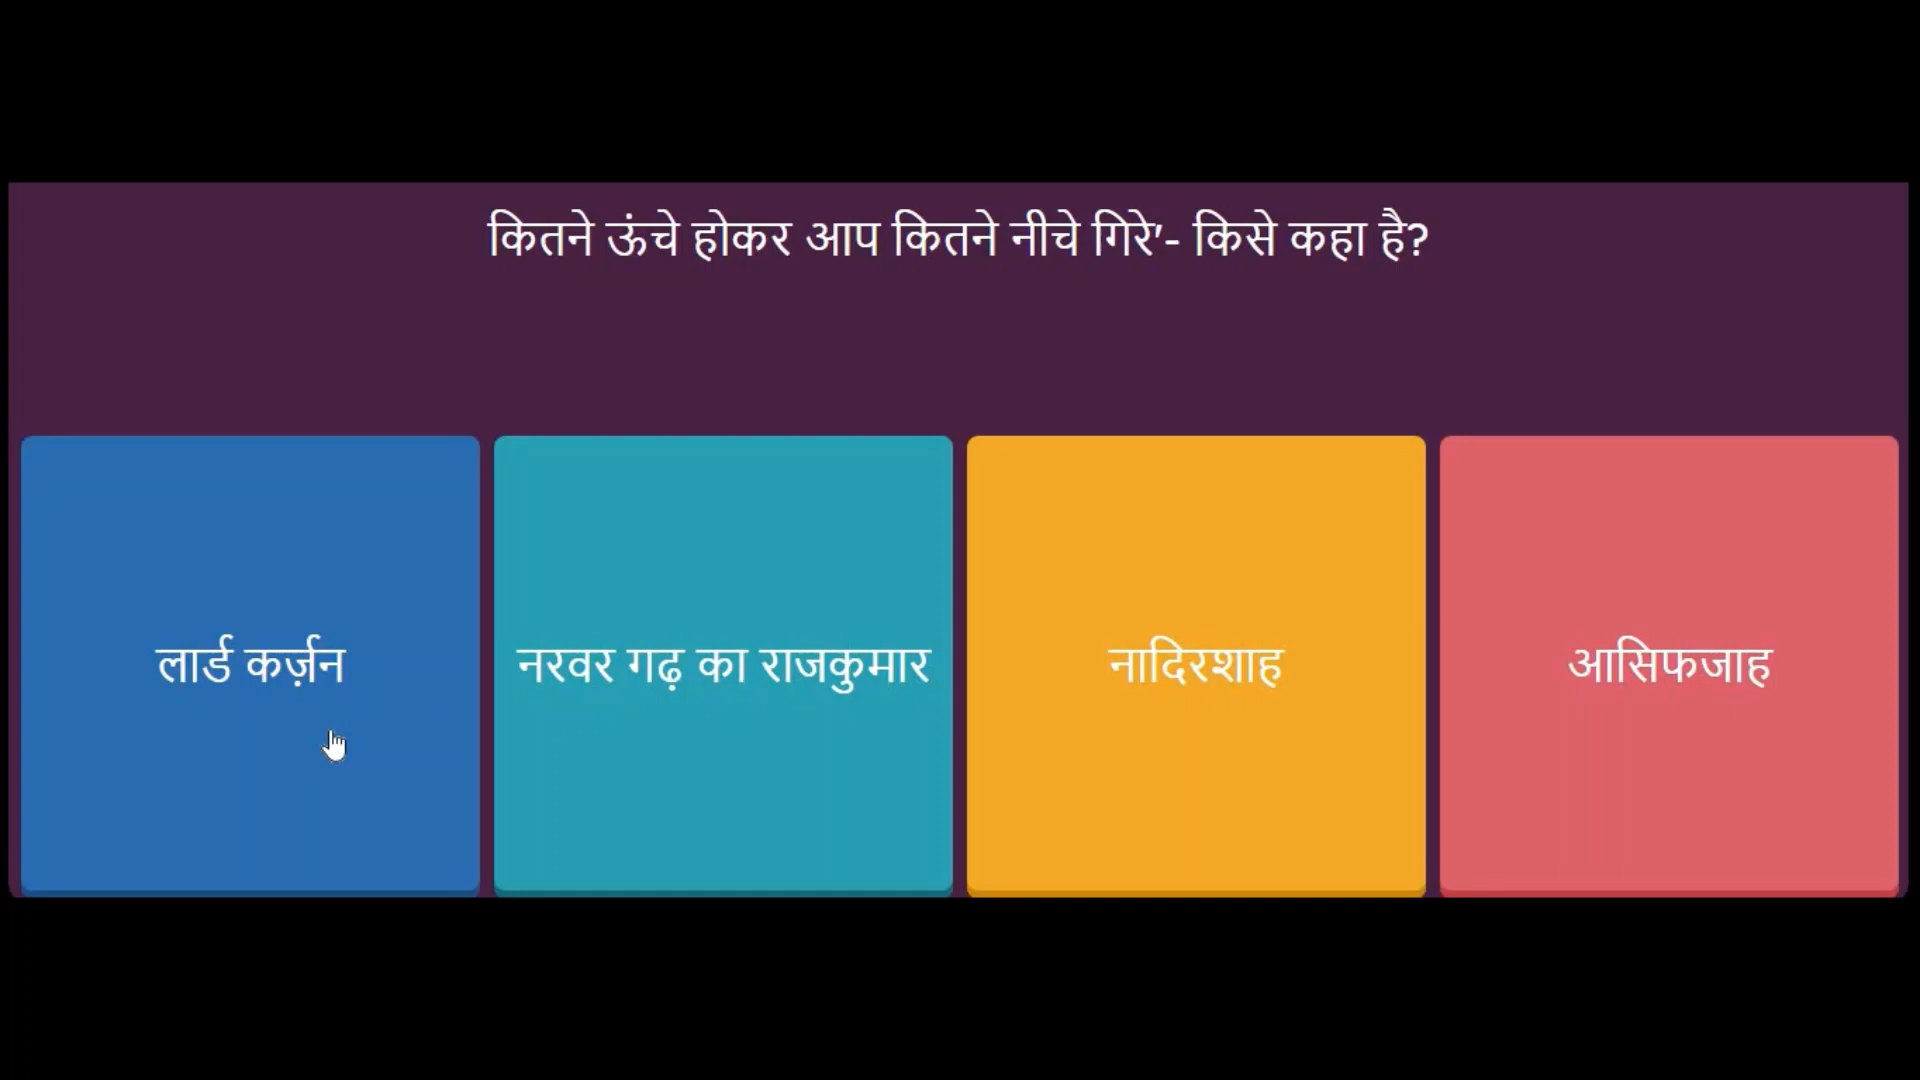 कितने ऊंचे होकर आप कितने नीचे गिरे'- किसे कहा है?
लार्ड कर्ज़न
नरवर गढ़ का राजकुमार
नादिरशाह
आसिफजाह